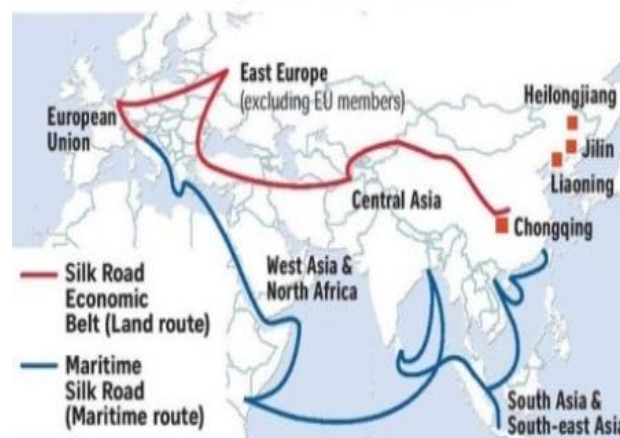 East Europe
(excluding EU members)
Heilongjiang
European
Union
Jilin
Liaoning
Central Asia
Chongqing
Silk Road
Economic
Belt (Land route)
West Asia &
North Africa
Maritime
Silk Road
(Maritime route)
South Asia &
South-east Asia